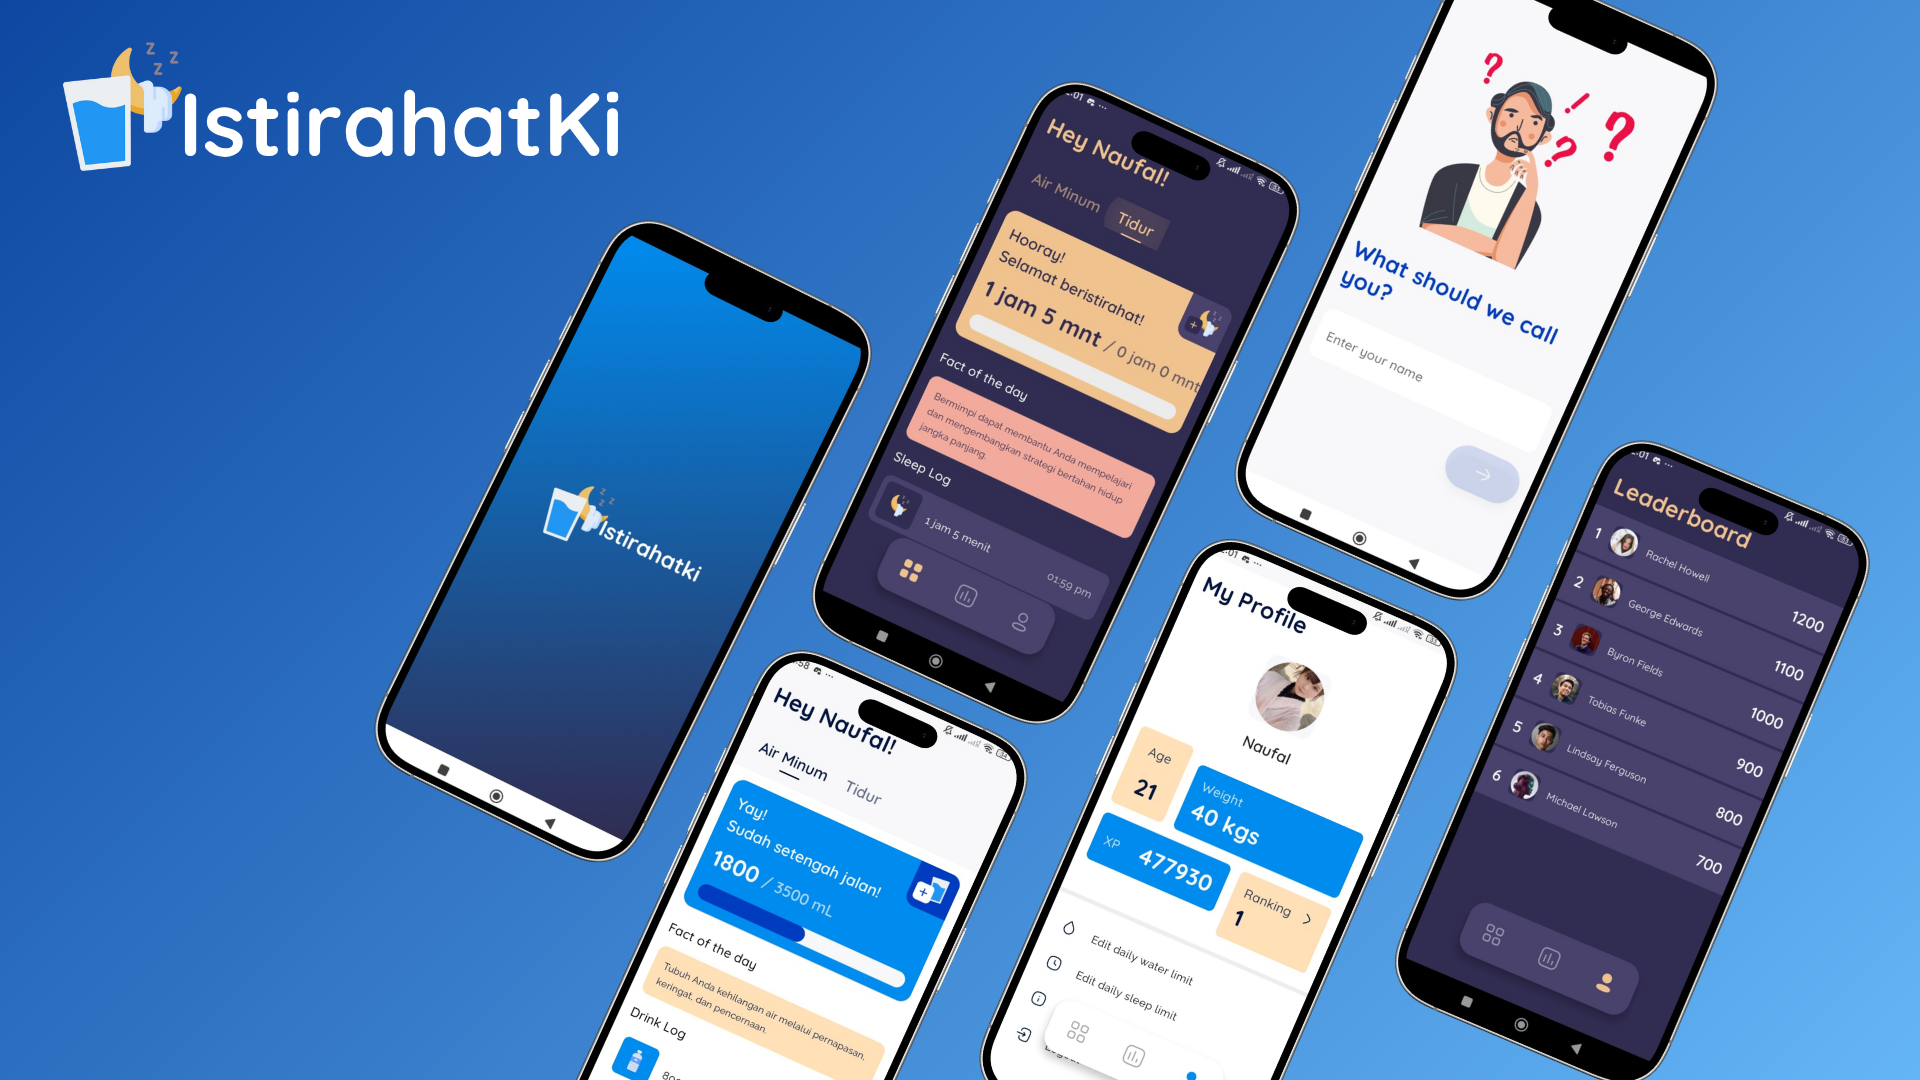 IstirahatKi
z
z
z
IstirahatKi
Hey Naufal!
Air Minum
Tidur
Hooray!
Selamat beristirahat!
1 jam 5 mnt / 0 jam 0 mnt
Fact of the day
Bermimpi dapat membantu Anda mempelajari
dan mengembangkan strategi bertahan hidup
jangka panjang.
Sleep Log
1 jam 5 menit
01:59 pm
What should we call
you?
Enter your name
Hey Naufal!
Air Minum
Tidur
Yay!
Sudah setengah jalan!
1800 / 3500 mL
Fact of the day
Tubuh Anda kehilangan air melalui pernapasan,
keringat, dan pencernaan.
Drink Log
My Profile
Naufal
Age
21
Weight
40 kgs
XP
477930
Ranking
1
Edit daily water limit
Edit daily sleep limit
Leaderboard
1 Rachel Howell 1200
2 George Edwards 1100
3 Byron Fields 1000
4 Tobias Funke 900
5 Lindsay Ferguson 800
6 Michael Lawson 700